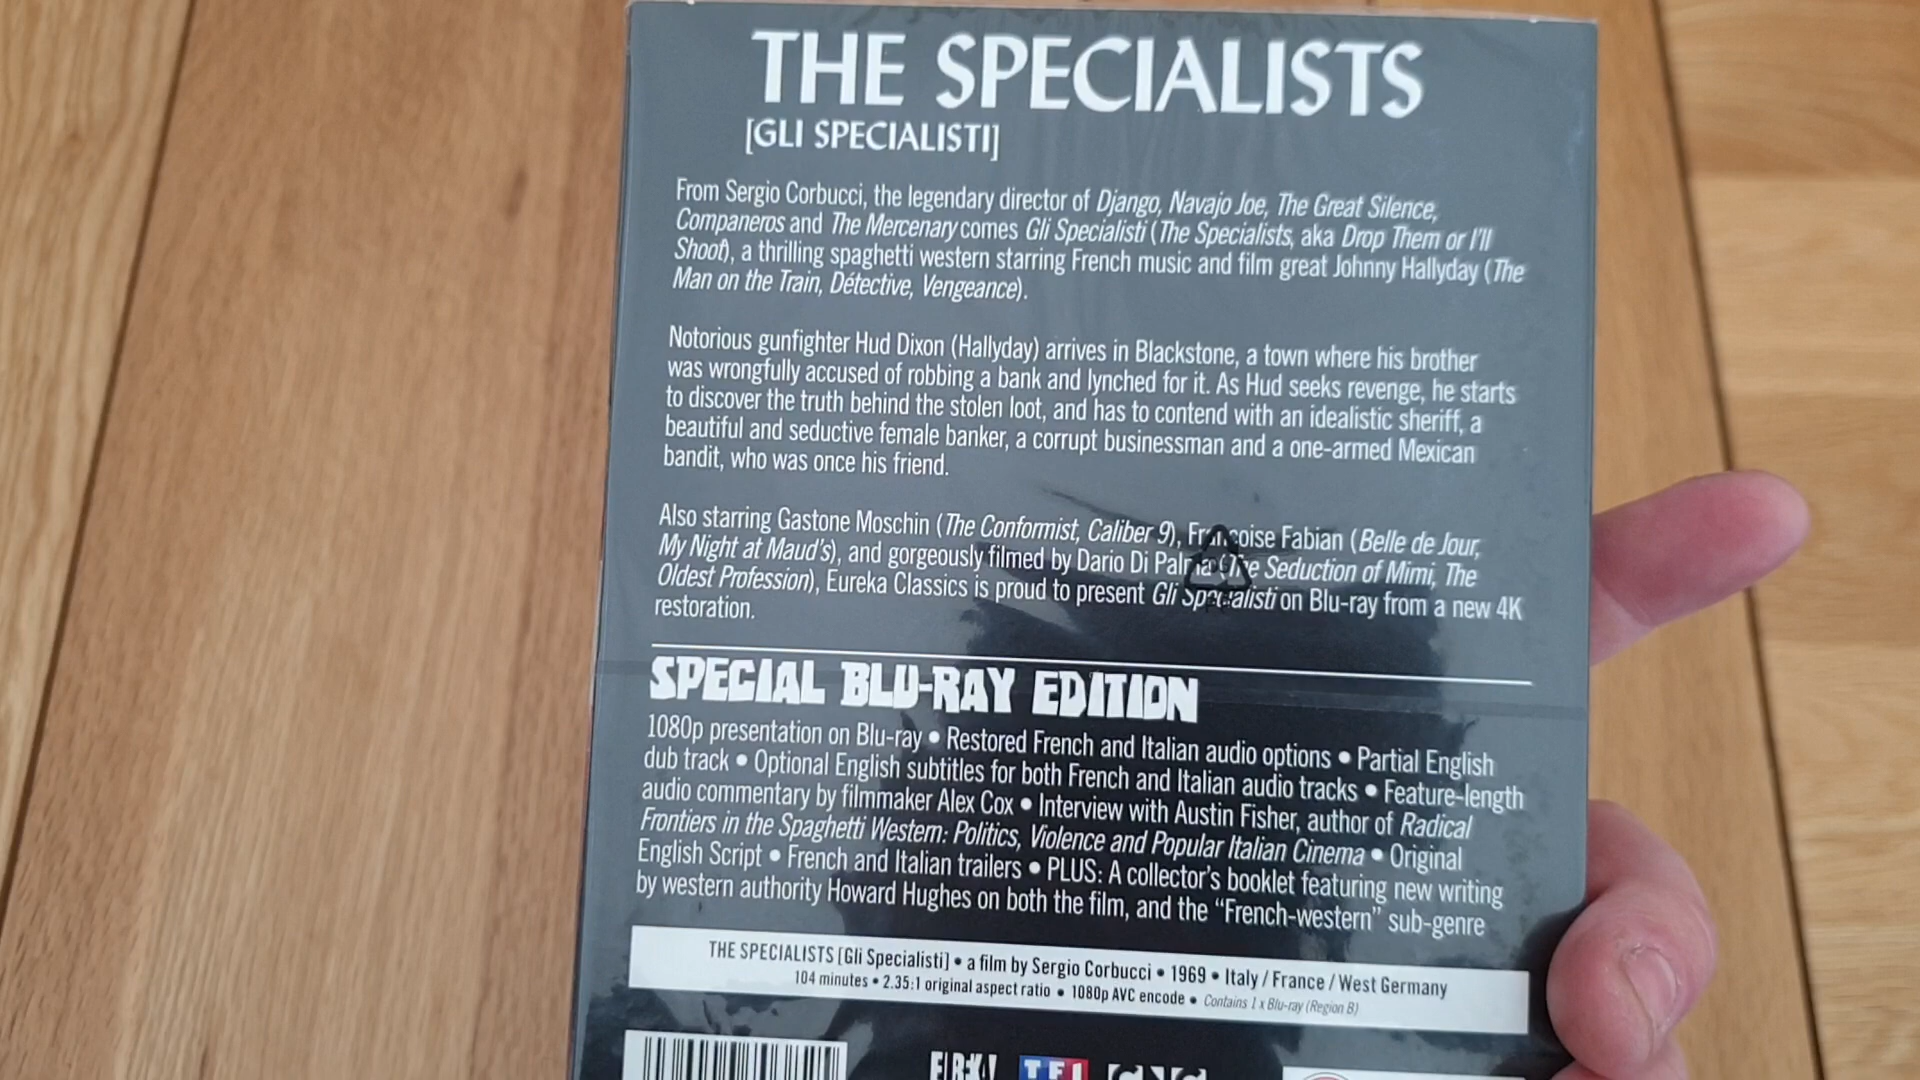 THE SPECIALISTS
[GLI SPECIALISTI]
From Sergio Corbucci, the legendary director of Django, Navajo Joe, The Great Silence,
Companeros and The Mercenary comes Gli Specialisti (The Specialists, aka Drop Them or I'll
Shoot), a thrilling spaghetti western starring French music and film great Johnny Hallyday (The
Man on the Train, Détective, Vengeance).
Notorious gunfighter Hud Dixon (Hallyday) arrives in Blackstone, a town where his brother
was wrongfully accused of robbing a bank and lynched for it. As Hud seeks revenge, he starts
to discover the truth behind the stolen loot, and has to contend with an idealistic sheriff, a
beautiful and seductive female banker, a corrupt businessman and a one-armed Mexican
bandit, who was once his friend.
Also starring Gastone Moschin (The Conformist, Caliber 9), Françoise Fabian (Belle de Jour,
My Night at Maud's), and gorgeously filmed by Dario Di Palma (The Seduction of Mimi, The
Oldest Profession), Eureka Classics is proud to present Gli Specialisti on Blu-ray from a new 4K
restoration.
SPECIAL BLU-RAY EDITION
1080p presentation on Blu-ray • Restored French and Italian audio options • Partial English
dub track • Optional English subtitles for both French and Italian audio tracks • Feature-length
audio commentary by filmmaker Alex Cox • Interview with Austin Fisher, author of Radical
Frontiers in the Spaghetti Western: Politics, Violence and Popular Italian Cinema • Original
English Script • French and Italian trailers • PLUS: A collector's booklet featuring new writing
by western authority Howard Hughes on both the film, and the “French-western” sub-genre
THE SPECIALISTS [Gli Specialisti] • a film by Sergio Corbucci • 1969 • Italy / France / West Germany
104 minutes • 2.35:1 original aspect ratio • 1080p AVC encode • Contains 1 x Blu-ray (Region B)
TF1